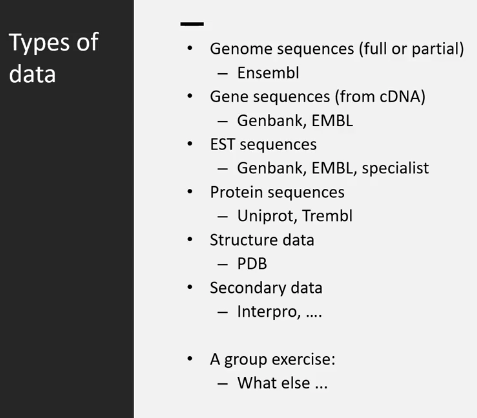 Types of
data
• Genome sequences (full or partial)
– Ensembl
• Gene sequences (from cDNA)
– Genbank, EMBL
• EST sequences
– Genbank, EMBL, specialist
• Protein sequences
– Uniprot, Trembl
• Structure data
– PDB
• Secondary data
– Interpro, ....
• A group exercise:
– What else ...